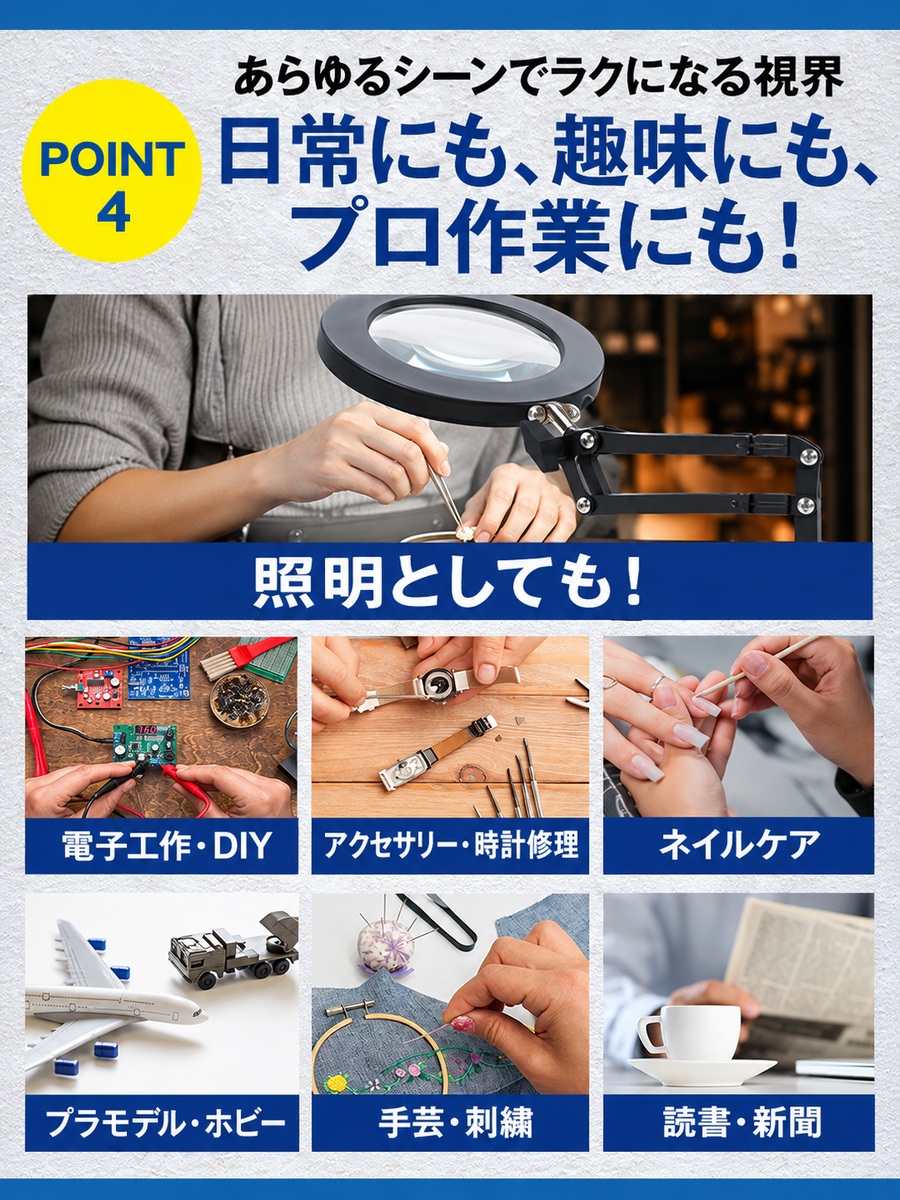 あらゆるシーンでラクになる視界
POINT
4
日常にも、趣味にも、
プロ作業にも！
照明としても！
電子工作・DIY
アクセサリー・時計修理
ネイルケア
プラモデル・ホビー
手芸・刺繍
読書・新聞